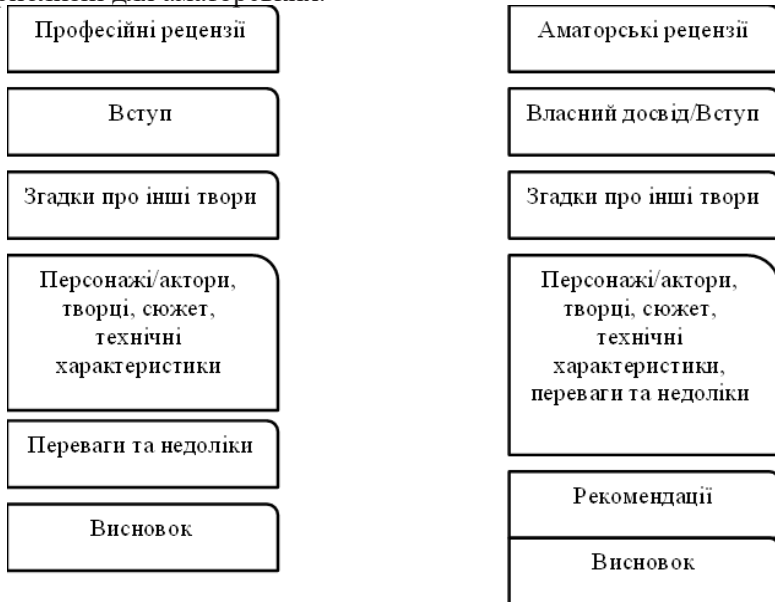 Професійні рецензії
Вступ
Згадки про інші твори
Персонажі/актори,
творці, сюжет,
технічні
характеристики
Переваги та недоліки
Висновок
Аматорські рецензії
Власний досвід/Вступ
Згадки про інші твори
Персонажі/актори,
творці, сюжет,
технічні
характеристики,
переваги та недоліки
Рекомендації
Висновок